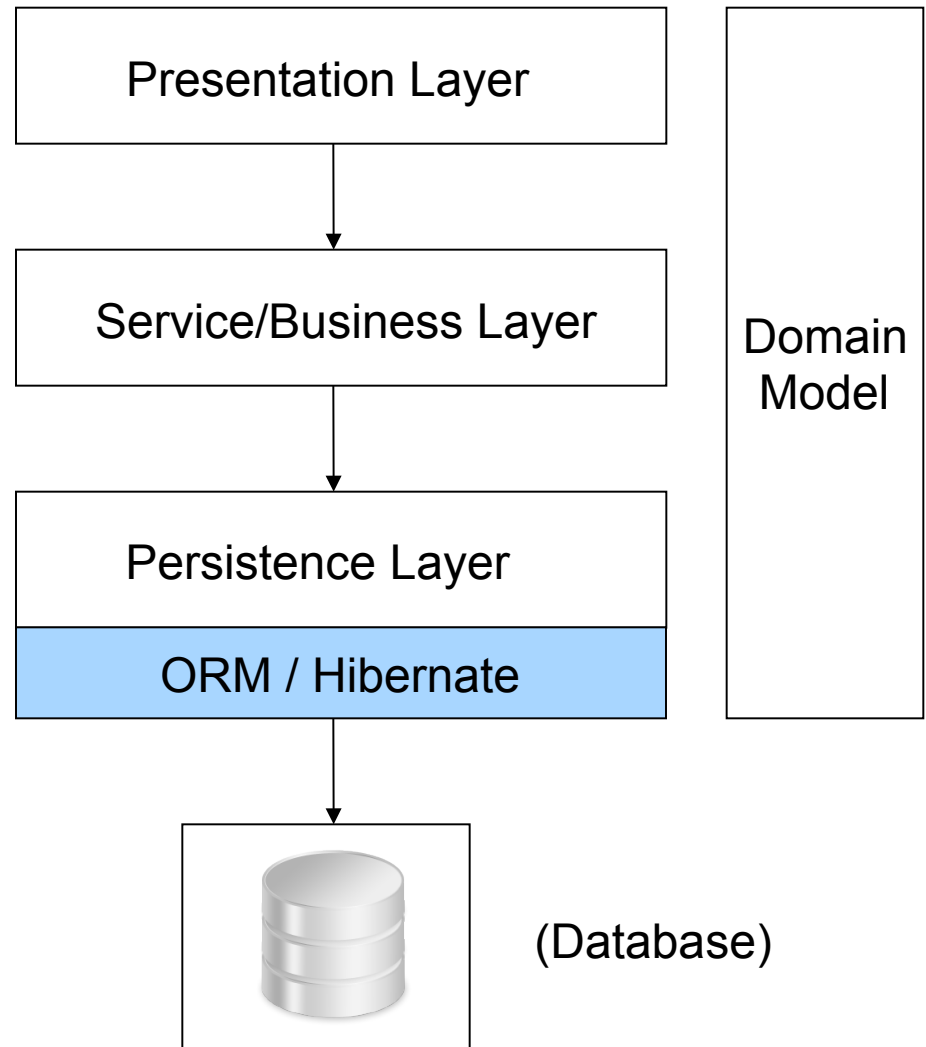 Presentation Layer
Service/Business Layer
Domain
Model
Persistence Layer
ORM / Hibernate
(Database)